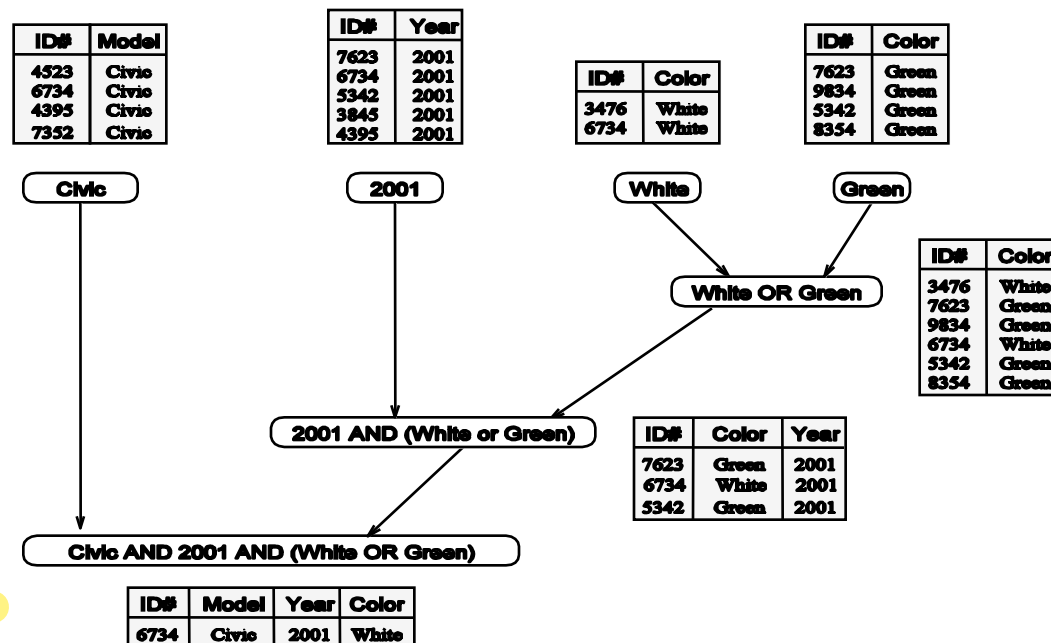 ID# Model
4523 Civic
6734 Civic
4395 Civic
7352 Civic
ID# Year
7623 2001
6734 2001
5342 2001
3845 2001
4395 2001
ID# Color
3476 White
6734 White
ID# Color
7623 Green
9834 Green
5342 Green
8354 Green
Civic
2001
White
Green
White OR Green
ID# Color
3476 White
7623 Green
9834 Green
6734 White
5342 Green
8354 Green
2001 AND (White or Green)
ID# Color Year
7623 Green 2001
6734 White 2001
5342 Green 2001
Civic AND 2001 AND (White OR Green)
ID# Model Year Color
6734 Civic 2001 White